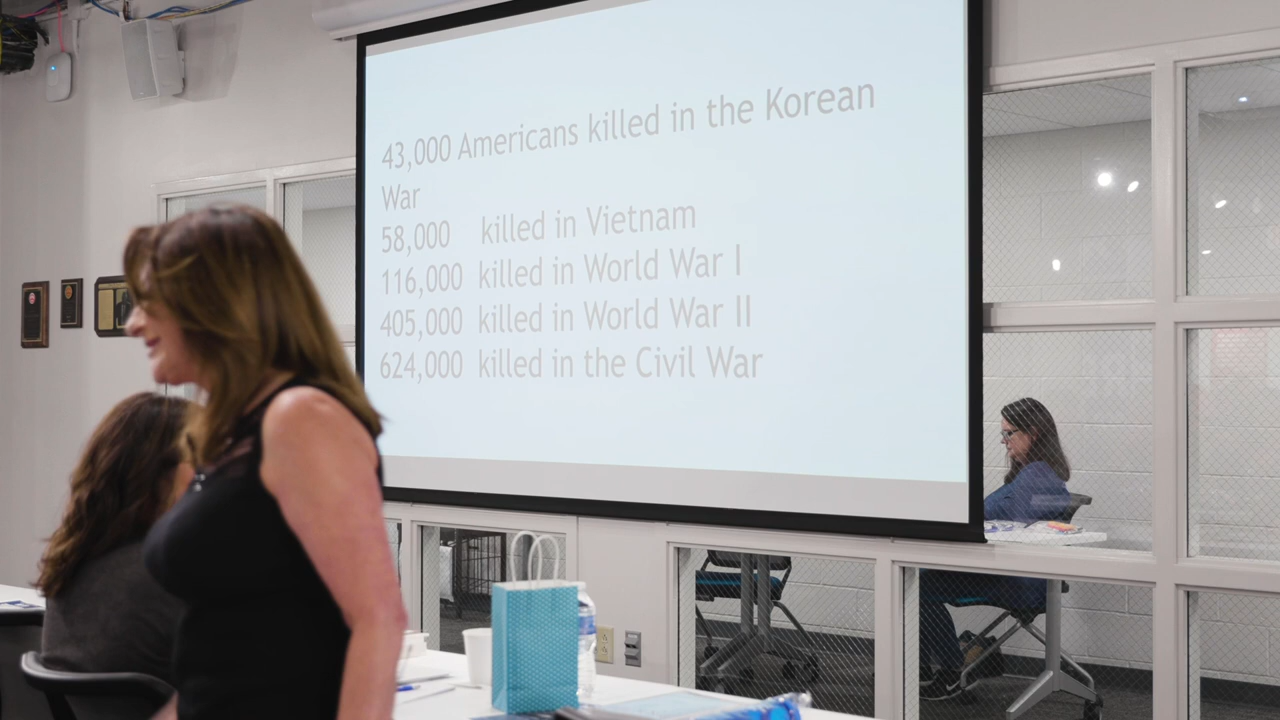 43,000 Americans killed in the Korean
War
58,000 killed in Vietnam
116,000 killed in World War I
405,000 killed in World War II
624,000 killed in the Civil War